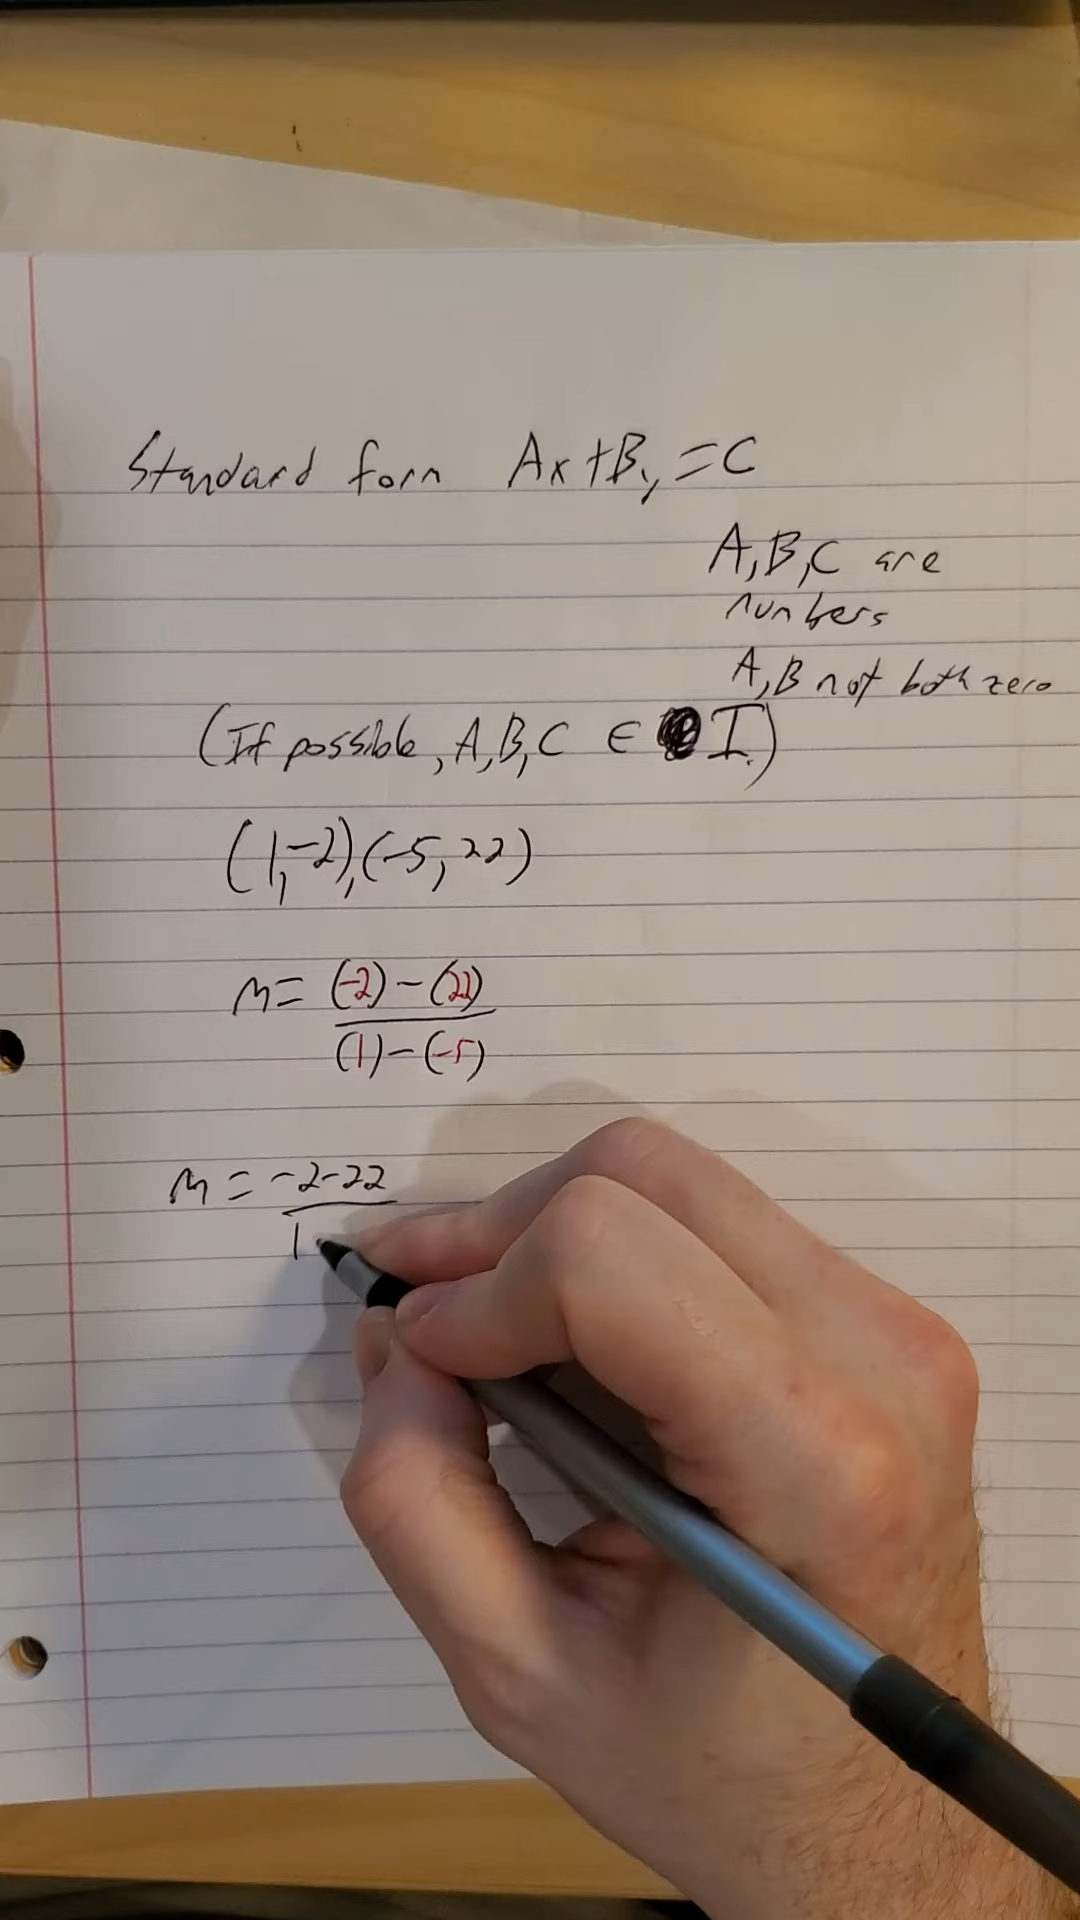 Standard form Ax+By=C
A,B,C are
numbers
A,B not both zero
(If possible, A,B,C ∈ I.)
(1,-2),(-5,22)
m= (-2)-(22)
(1)-(-5)
m = -2-22
1